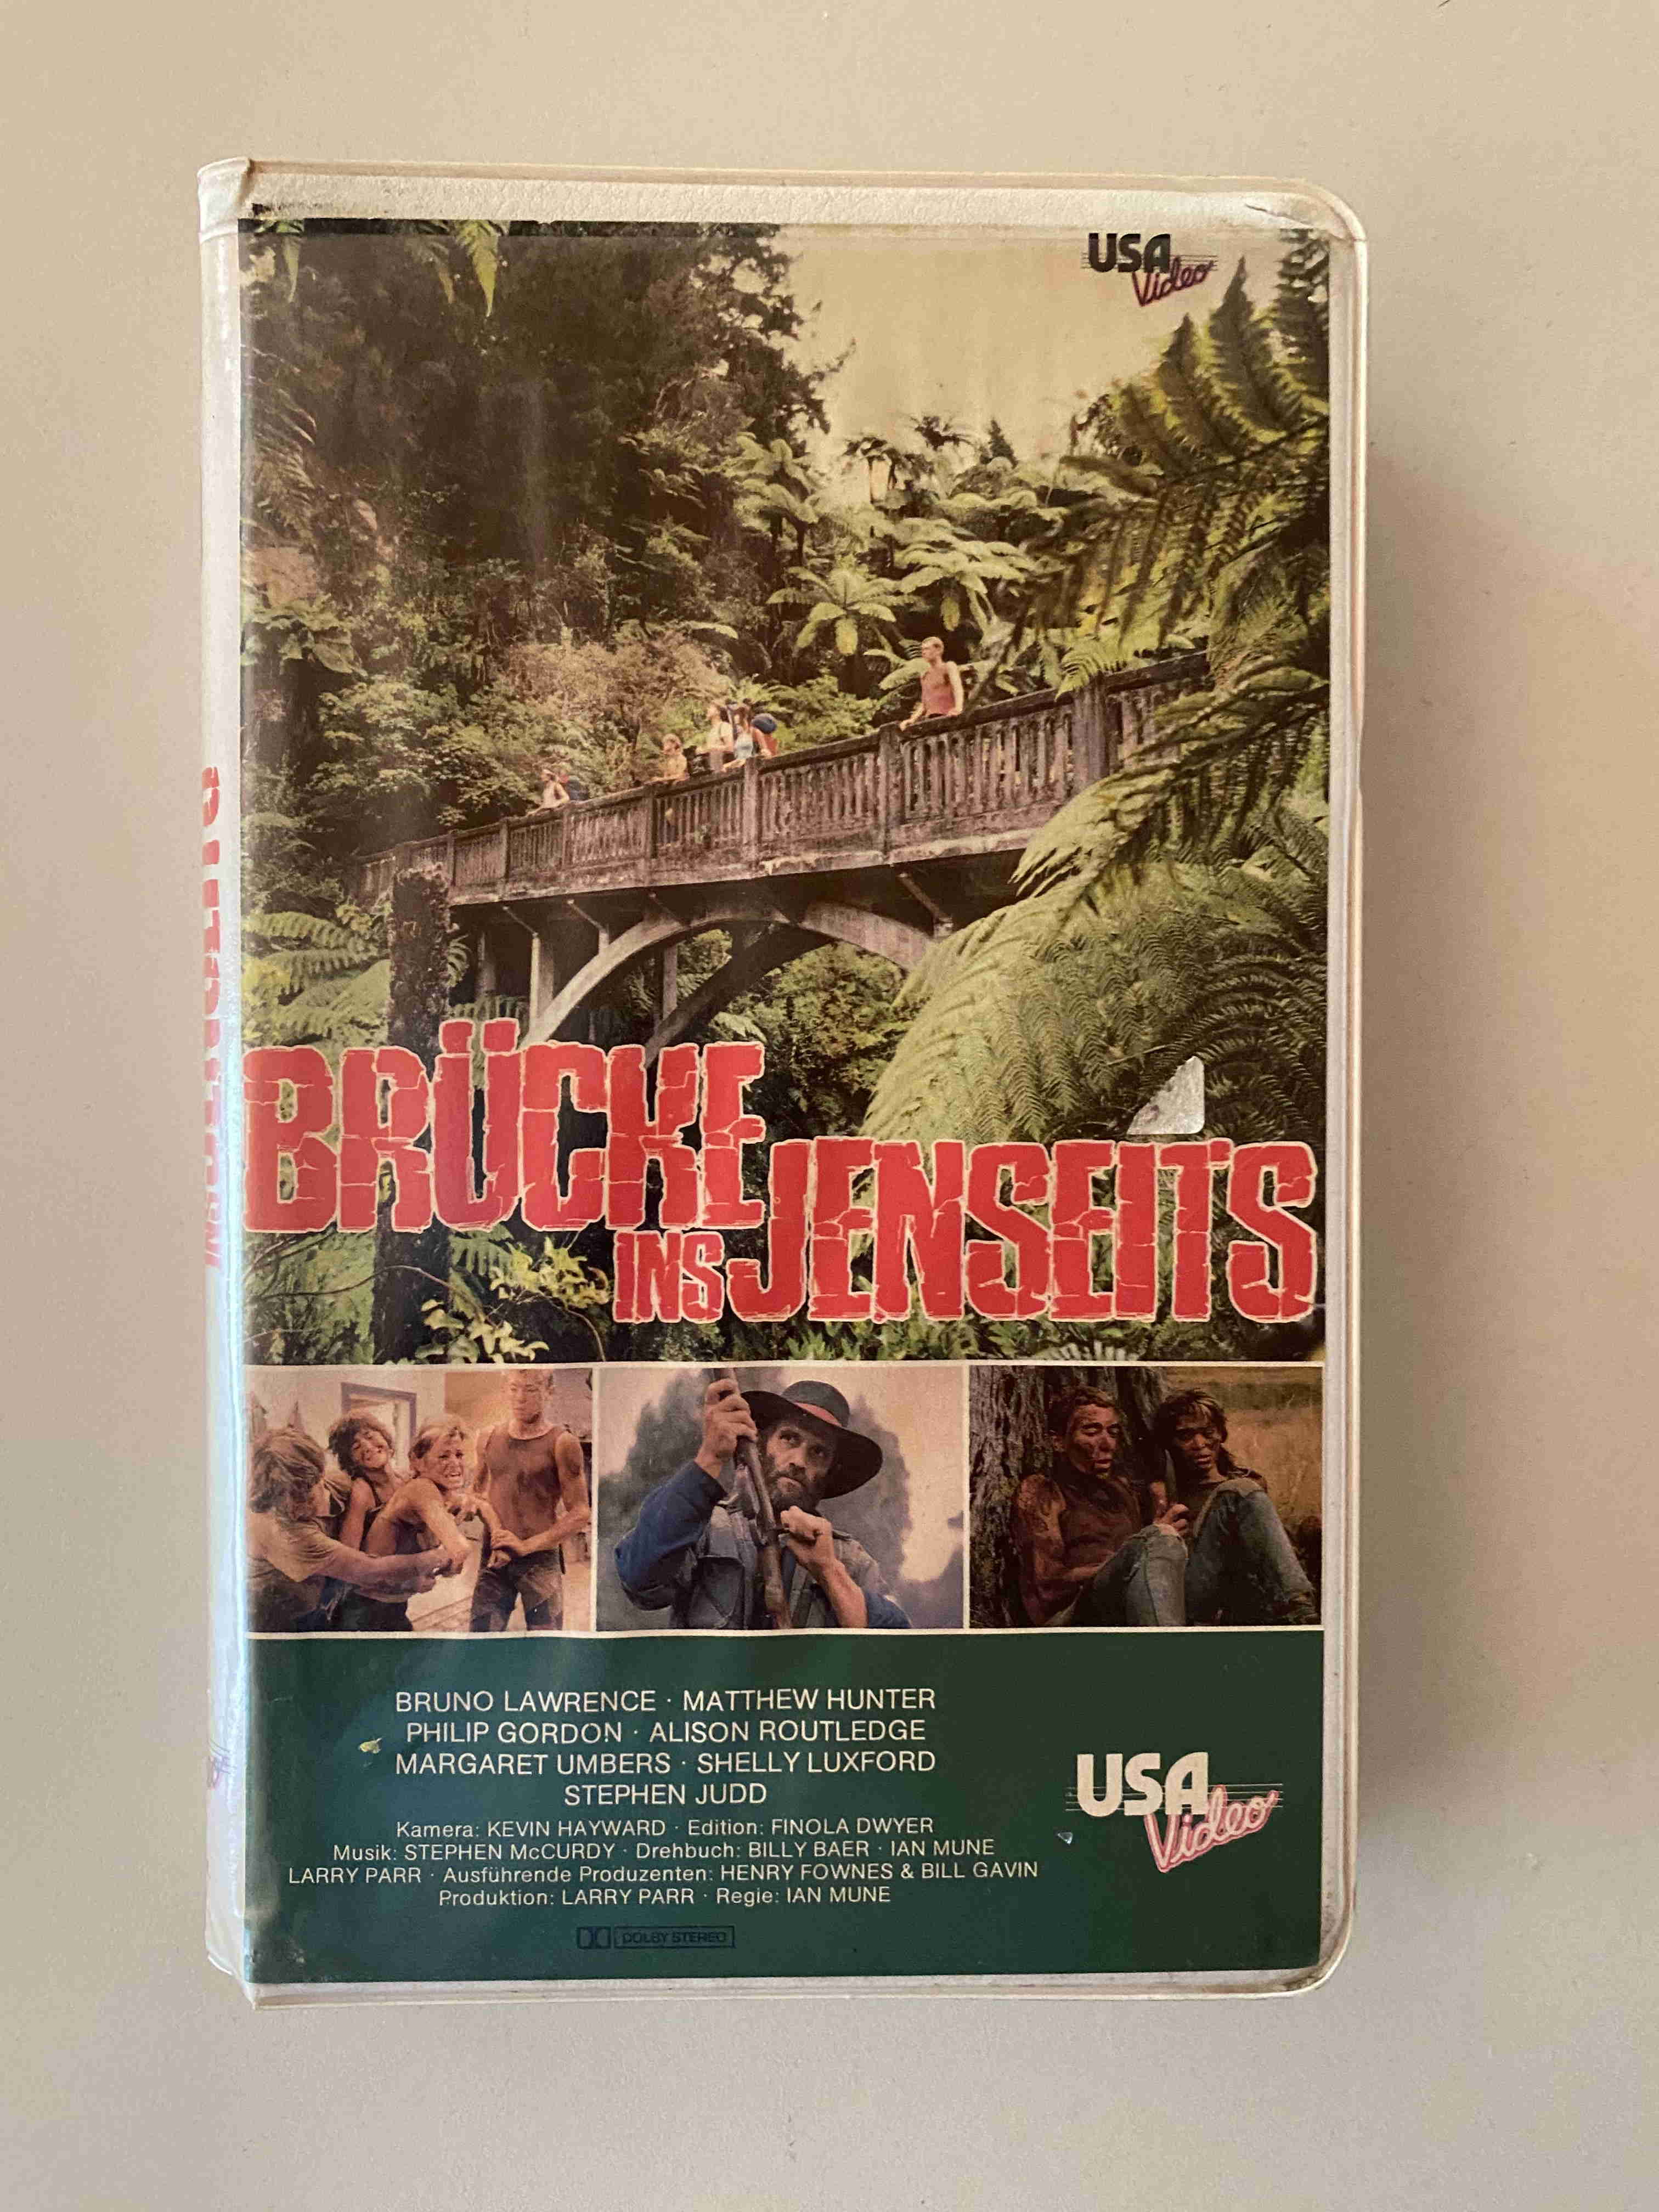 USA
Video
BRÜCKE
INS JENSEITS
BRUNO LAWRENCE · MATTHEW HUNTER
PHILIP GORDON · ALISON ROUTLEDGE
MARGARET UMBERS · SHELLY LUXFORD
STEPHEN JUDD
Kamera: KEVIN HAYWARD · Edition: FINOLA DWYER
Musik: STEPHEN McCURDY · Drehbuch: BILLY BAER · IAN MUNE
LARRY PARR · Ausführende Produzenten: HENRY FOWNES & BILL GAVIN
Produktion: LARRY PARR · Regie: IAN MUNE
DOLBY STEREO
USA
Video